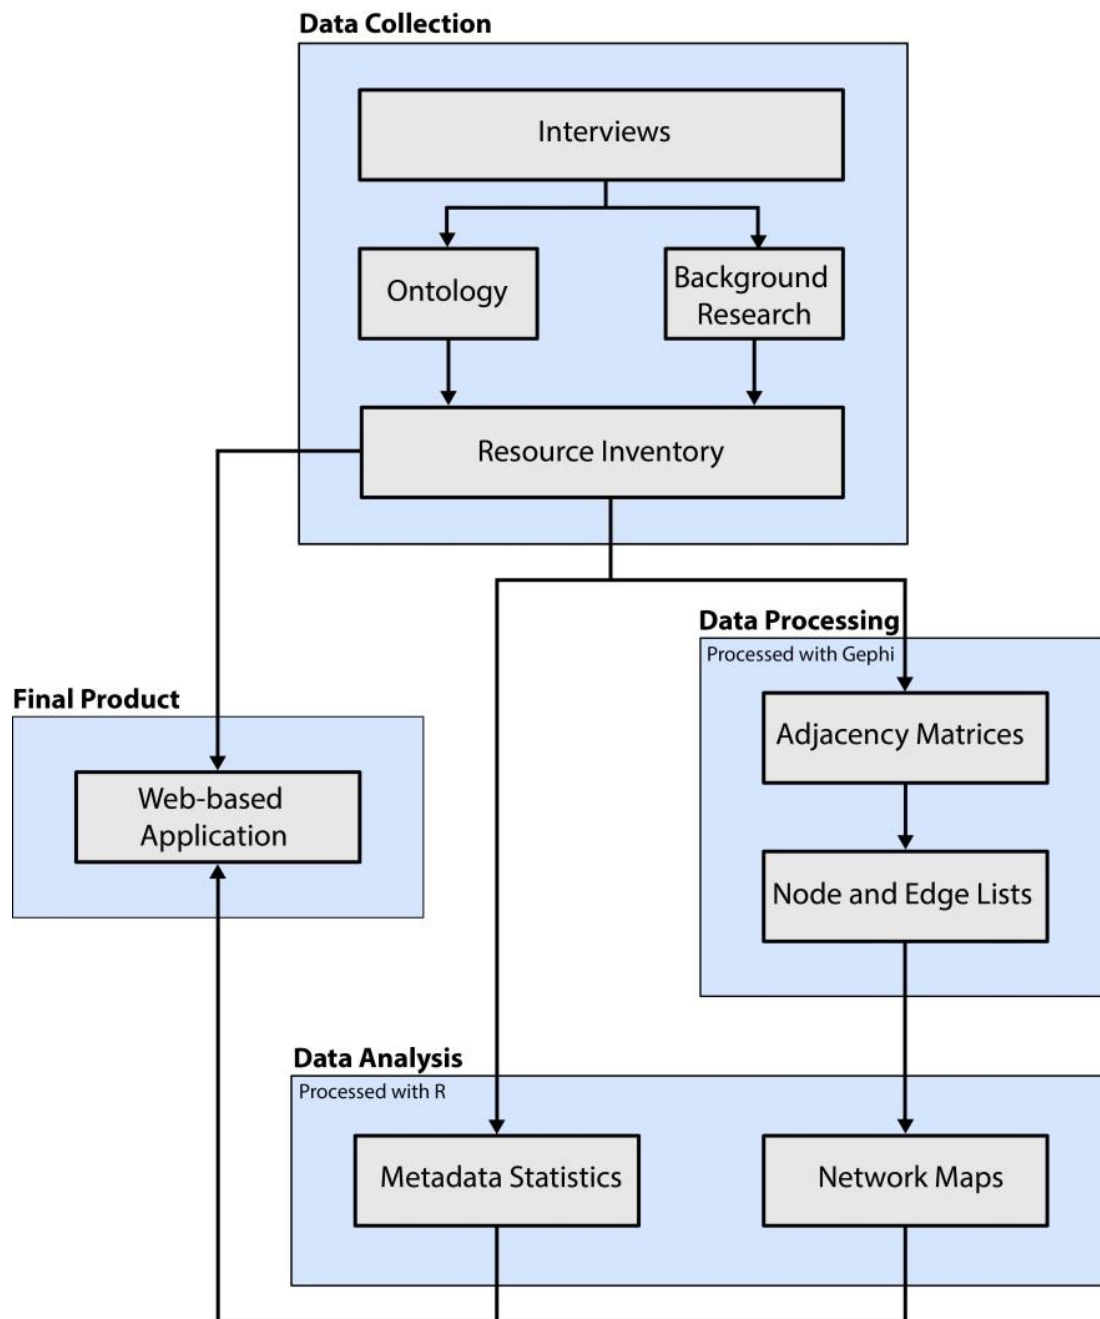 Data Collection
Interviews
Ontology
Background
Research
Resource Inventory
Data Processing
Processed with Gephi
Adjacency Matrices
Node and Edge Lists
Final Product
Web-based
Application
Data Analysis
Processed with R
Metadata Statistics
Network Maps